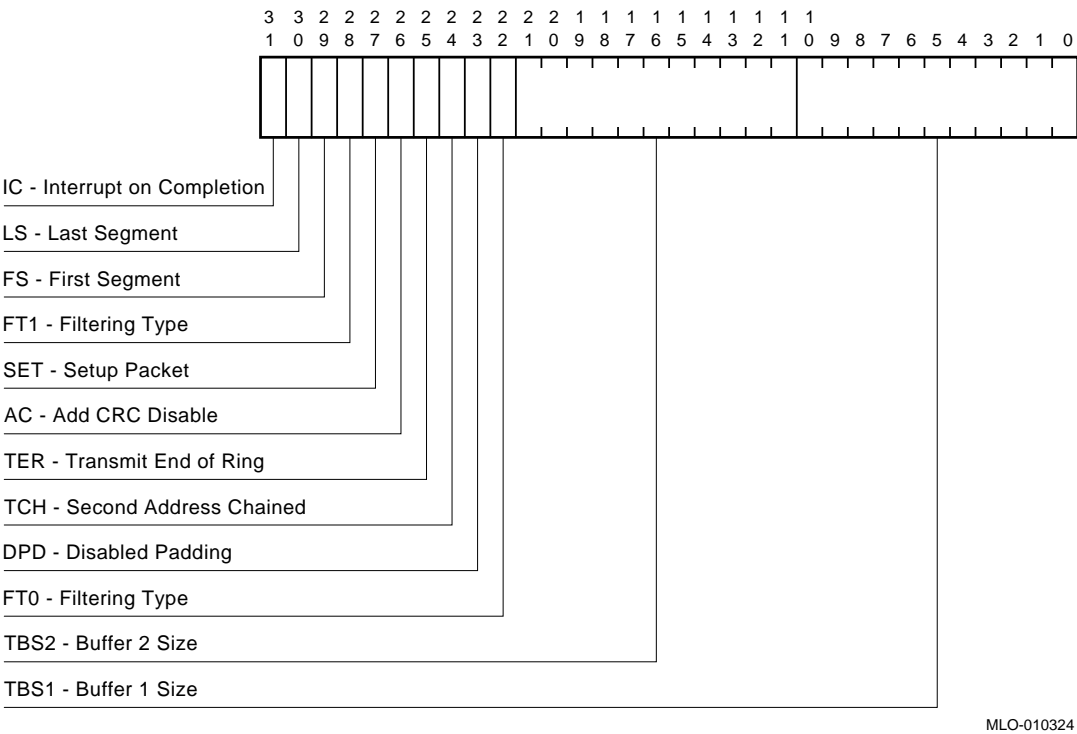 3 3 2 2 2 2 2 2 2 2 2 2 1 1 1 1 1 1 1 1 1 1
1 0 9 8 7 6 5 4 3 2 1 0 9 8 7 6 5 4 3 2 1 0 9 8 7 6 5 4 3 2 1 0
IC - Interrupt on Completion
LS - Last Segment
FS - First Segment
FT1 - Filtering Type
SET - Setup Packet
AC - Add CRC Disable
TER - Transmit End of Ring
TCH - Second Address Chained
DPD - Disabled Padding
FT0 - Filtering Type
TBS2 - Buffer 2 Size
TBS1 - Buffer 1 Size
MLO-010324